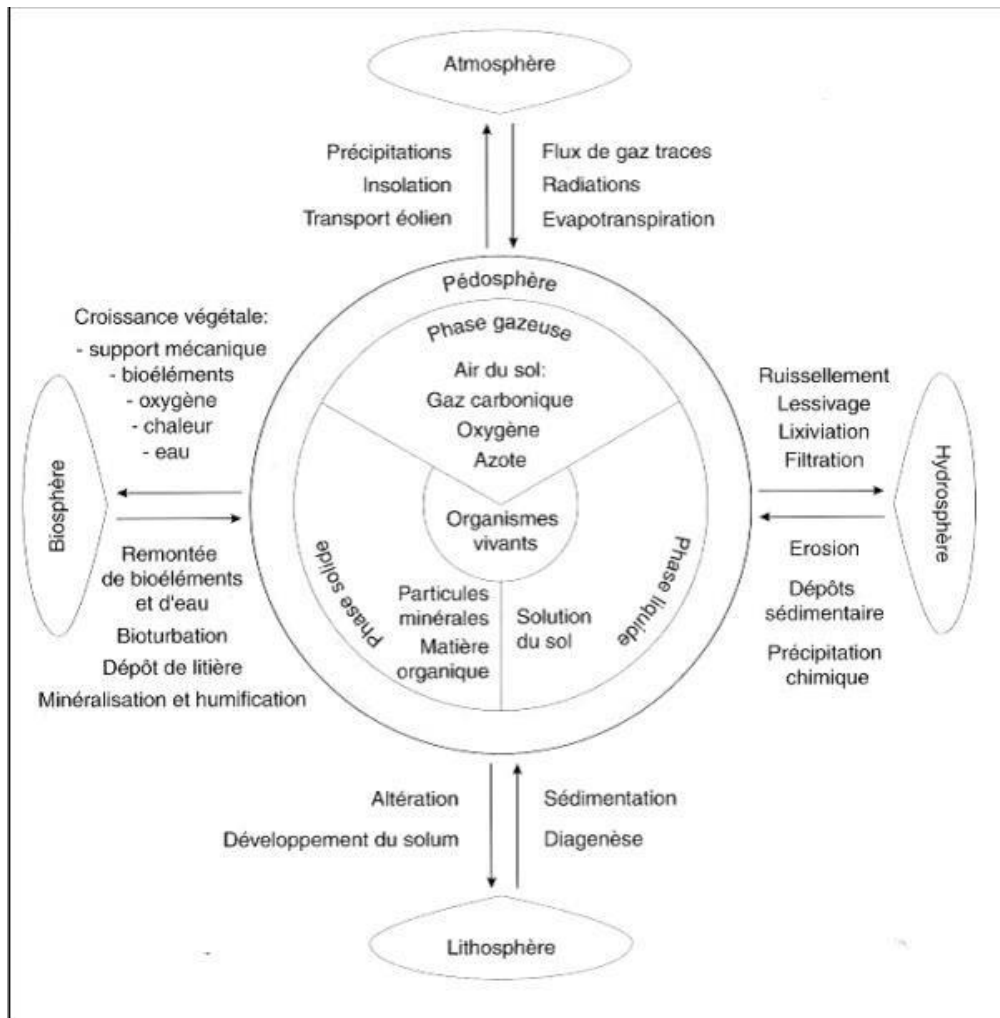 Atmosphère
Précipitations
Insolation
Transport éolien
Flux de gaz traces
Radiations
Evapotranspiration
Pédosphère
Phase gazeuse
Air du sol:
Gaz carbonique
Oxygène
Azote
Organismes
vivants
Phase solide
Particules
minérales
Matière
organique
Phase liquide
Solution
du sol
Croissance végétale:
- support mécanique
- bioéléments
- oxygène
- chaleur
- eau
Biosphère
Remontée
de bioéléments
et d'eau
Bioturbation
Dépôt de litière
Minéralisation et humification
Ruissellement
Lessivage
Lixiviation
Filtration
Hydrosphère
Erosion
Dépôts
sédimentaire
Précipitation
chimique
Altération
Développement du solum
Sédimentation
Diagenèse
Lithosphère